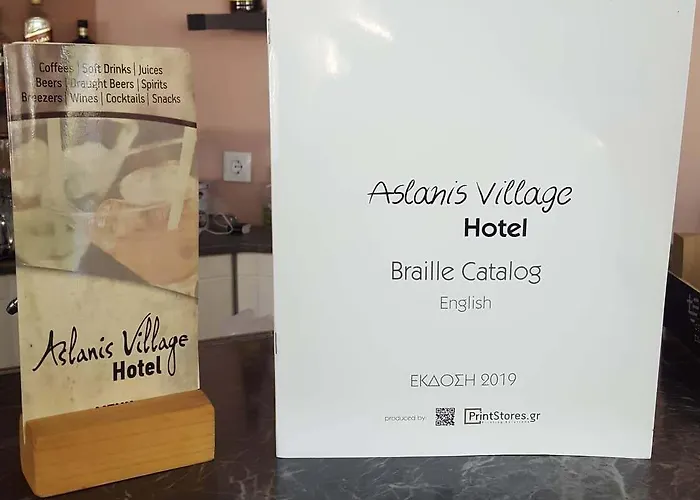 Coffees | Soft Drinks | Juices
Beers | Draught Beers | Spirits
Breezers | Wines | Cocktails | Snacks
Aslanis Village
Hotel
Aslanis Village
Hotel
Braille Catalog
English
ΕΚΔΟΣΗ 2019
produced by:
PrintStores.gr